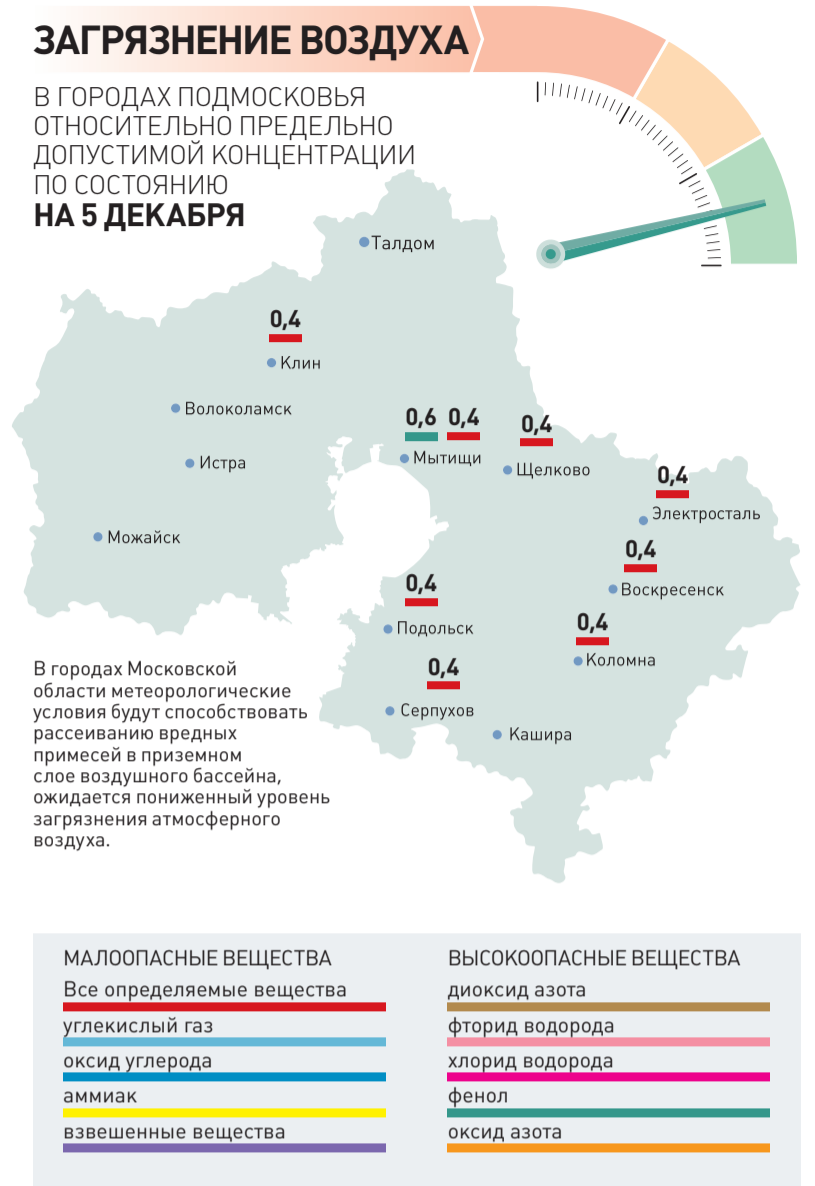 ЗАГРЯЗНЕНИЕ ВОЗДУХА
В ГОРОДАХ ПОДМОСКОВЬЯ
ОТНОСИТЕЛЬНО ПРЕДЕЛЬНО
ДОПУСТИМОЙ КОНЦЕНТРАЦИИ
ПО СОСТОЯНИЮ
НА 5 ДЕКАБРЯ
Талдом
0,4
Клин
Волоколамск
0,6 0,4
Мытищи
0,4
Щелково
Истра
0,4
Электросталь
Можайск
0,4
Воскресенск
0,4
Подольск
0,4
Коломна
0,4
Серпухов
Кашира
В городах Московской
области метеорологические
условия будут способствовать
рассеиванию вредных
примесей в приземном
слое воздушного бассейна,
ожидается пониженный уровень
загрязнения атмосферного
воздуха.
МАЛООПАСНЫЕ ВЕЩЕСТВА
Все определяемые вещества
углекислый газ
оксид углерода
аммиак
взвешенные вещества
ВЫСОКООПАСНЫЕ ВЕЩЕСТВА
диоксид азота
фторид водорода
хлорид водорода
фенол
оксид азота